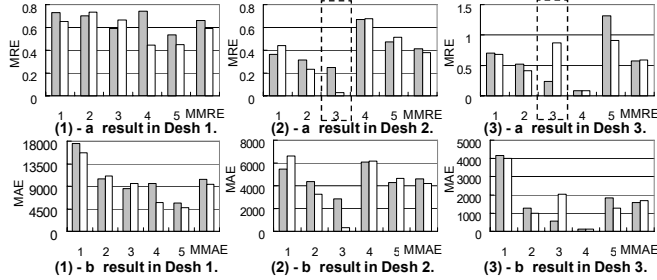 0.8 0.8 1.5
0.6 0.6
MRE 0.4 MRE 0.4 MRE 1
0.2 0.2 0.5
0 0 0
1 2 3 4 5 MMRE 1 2 3 4 5 MMRE 1 2 3 4 5 MMRE
(1) - a result in Desh 1. (2) - a result in Desh 2. (3) - a result in Desh 3.
18000 8000 5000
13500 6000 4000
MAE 9000 MAE 4000 MAE 3000
4500 2000 2000
0 0 1000
0
1 2 3 4 5 MMAE 1 2 3 4 5 MMAE 1 2 3 4 5 MMAE
(1) - b result in Desh 1. (2) - b result in Desh 2. (3) - b result in Desh 3.